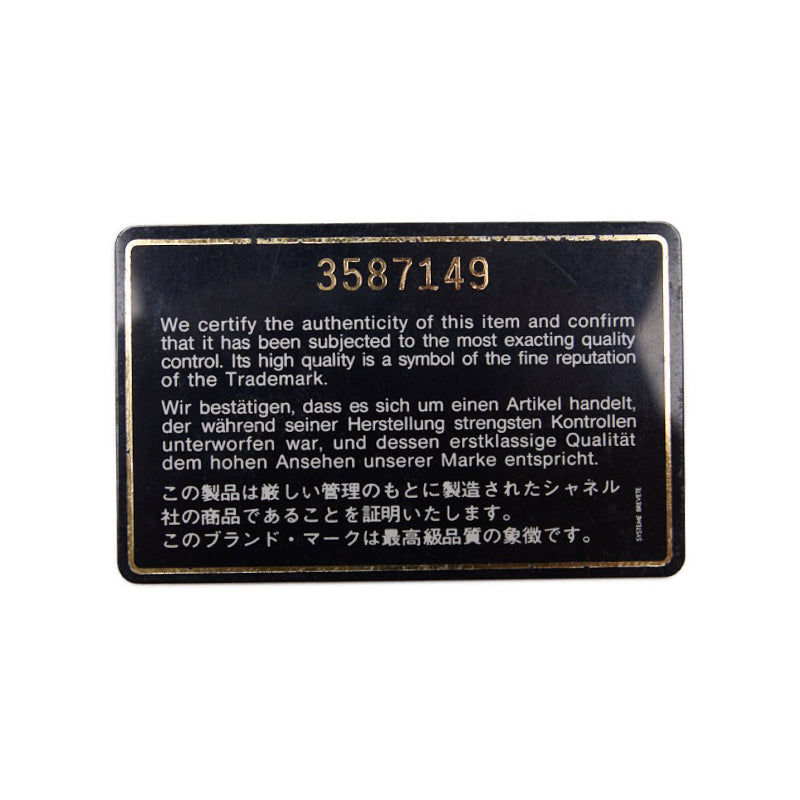 3587149
We certify the authenticity of this item and confirm
that it has been subjected to the most exacting quality
control. Its high quality is a symbol of the fine reputation
of the Trademark.
Wir bestätigen, dass es sich um einen Artikel handelt,
der während seiner Herstellung strengsten Kontrollen
unterworfen war, und dessen erstklassige Qualität
dem hohen Ansehen unserer Marke entspricht.
この製品は厳しい管理のもとに製造されたシャネル
社の商品であることを証明いたします。
このブランド・マークは最高級品質の象徴です。
SYSTEME BREVETE